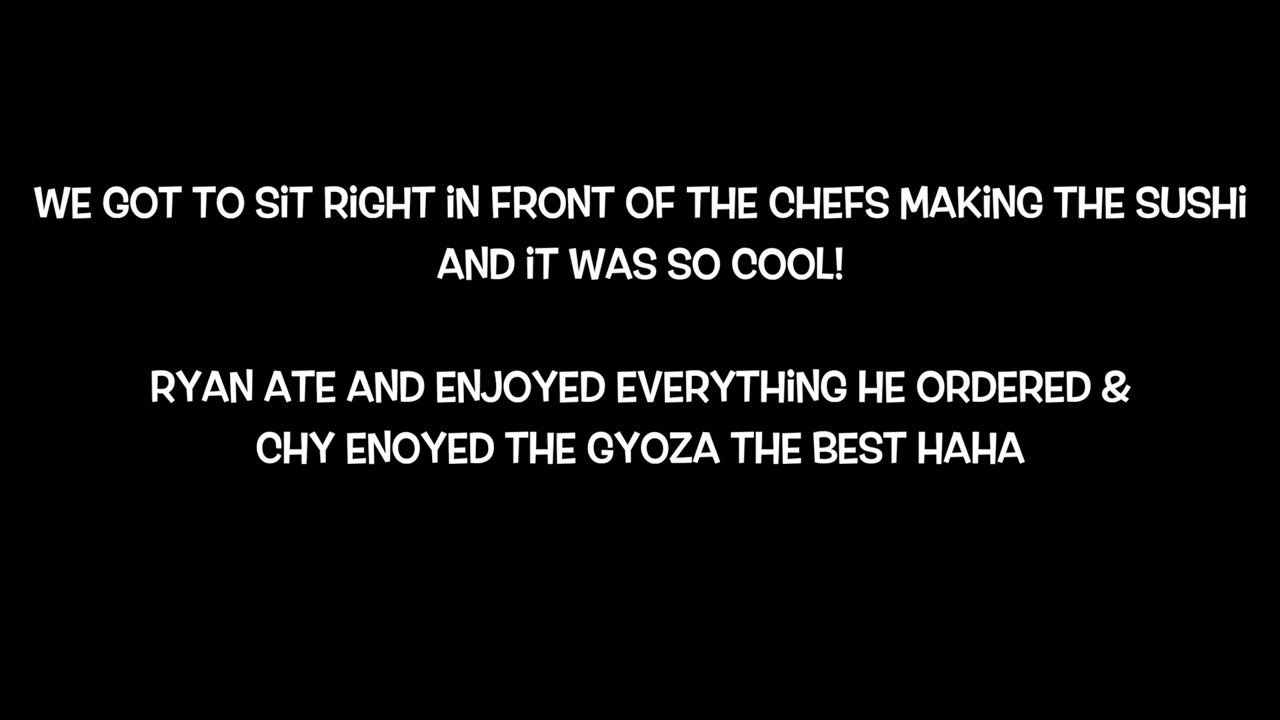 WE GOT TO SiT RiGHT iN FRONT OF THE CHEFS MAKiNG THE SUSHi
AND iT WAS SO COOL!
RYAN ATE AND ENJOYED EVERYTHiNG HE ORDERED &
CHY ENOYED THE GYOZA THE BEST HAHA